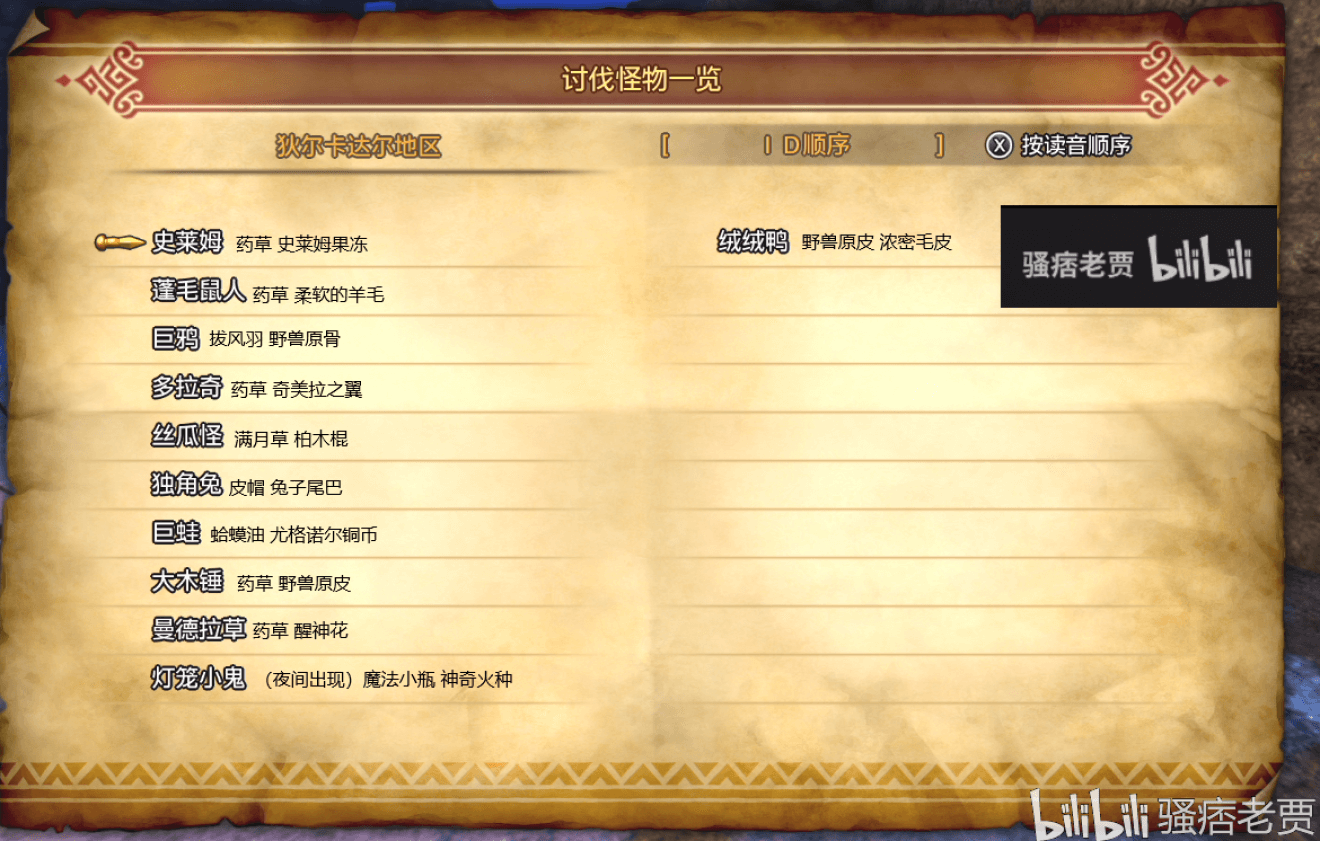 讨伐怪物一览
狄尔卡达尔地区 [ ID顺序 ] X 按读音顺序
史莱姆 药草 史莱姆果冻
蓬毛鼠人 药草 柔软的羊毛
巨鸦 拔风羽 野兽原骨
多拉奇 药草 奇美拉之翼
丝瓜怪 满月草 柏木棍
独角兔 皮帽 兔子尾巴
巨蛙 蛤蟆油 尤格诺尔铜币
大木锤 药草 野兽原皮
曼德拉草 药草 醒神花
灯笼小鬼 (夜间出现) 魔法小瓶 神奇火种
绒绒鸭 野兽原皮 浓密毛皮
骚痞老贾 bilibili
bilibili 骚痞老贾